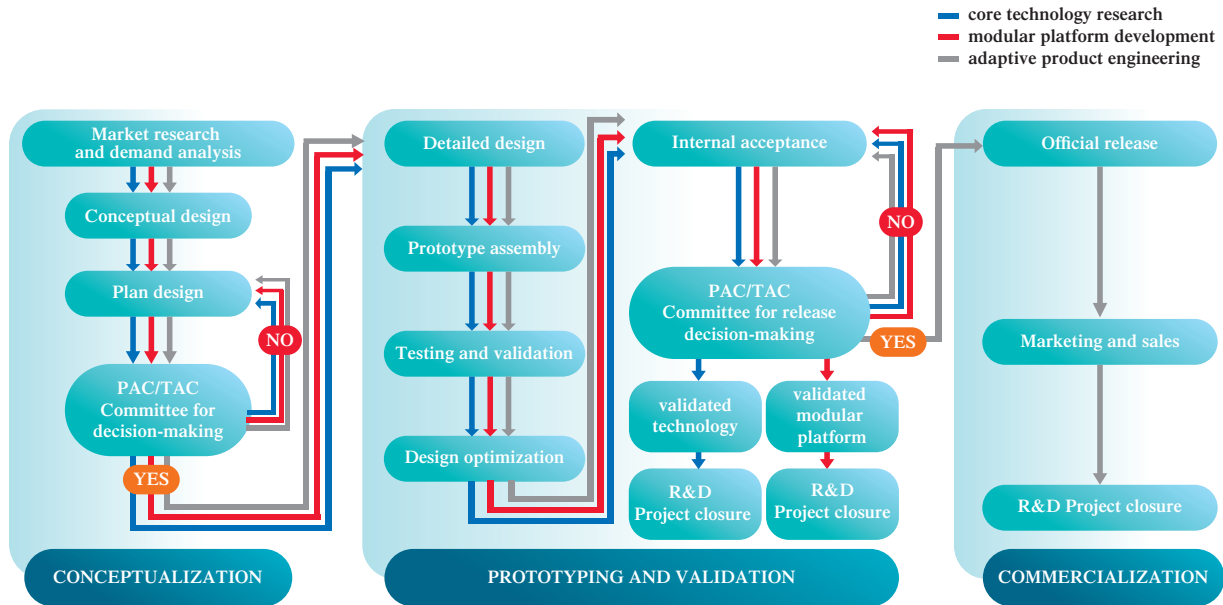 core technology research
modular platform development
adaptive product engineering
Market research
and demand analysis
Conceptual design
Plan design
NO
PAC/TAC
Committee for
decision-making
YES
CONCEPTUALIZATION
Detailed design
Prototype assembly
Testing and validation
Design optimization
Internal acceptance
NO
PAC/TAC
Committee for release
decision-making
YES
validated
technology
validated
modular
platform
R&D
Project closure
R&D
Project closure
PROTOTYPING AND VALIDATION
Official release
Marketing and sales
R&D Project closure
COMMERCIALIZATION